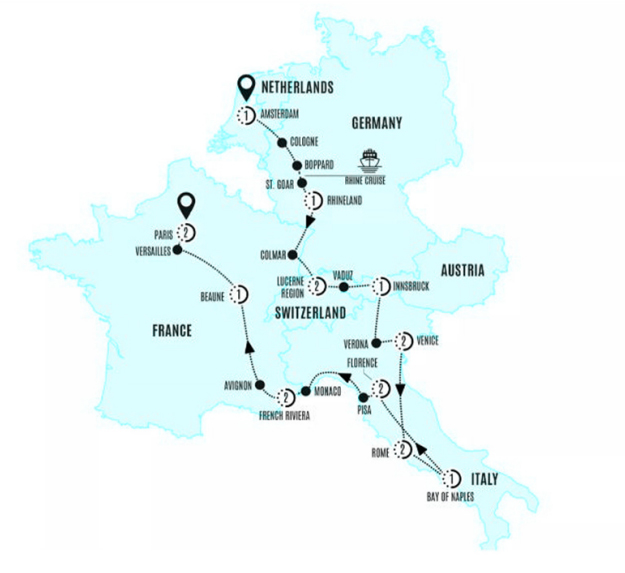 NETHERLANDS
1
AMSTERDAM
GERMANY
COLOGNE
BOPPARD
ST. GOAR
RHINE CRUISE
1
RHINELAND
PARIS
2
VERSAILLES
COLMAR
AUSTRIA
VADUZ
LUCERNE
REGION
2
1
INNSBRUCK
BEAUNE
1
SWITZERLAND
FRANCE
VERONA
2
VENICE
FLORENCE
2
AVIGNON
MONACO
2
FRENCH RIVIERA
PISA
ROME
2
1
ITALY
BAY OF NAPLES